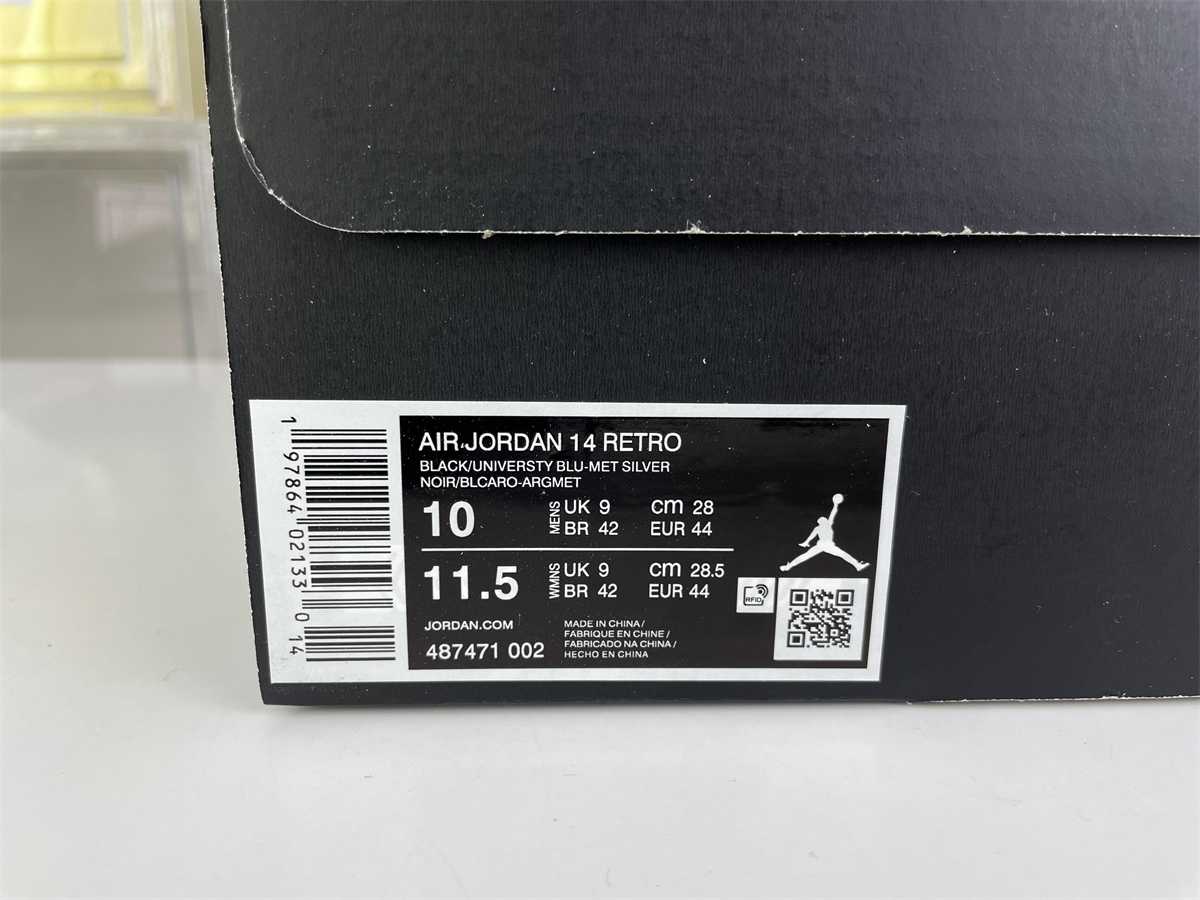 AIR JORDAN 14 RETRO
BLACK/UNIVERSTY BLU-MET SILVER
NOIR/BLCARO-ARGMET
10 MENS UK 9 cm 28
BR 42 EUR 44
11.5 WMNS UK 9 cm 28.5
BR 42 EUR 44
RFID
JORDAN.COM
487471 002
MADE IN CHINA /
FABRIQUE EN CHINE /
FABRICADO NA CHINA /
HECHO EN CHINA
1 97864 02133 0 14